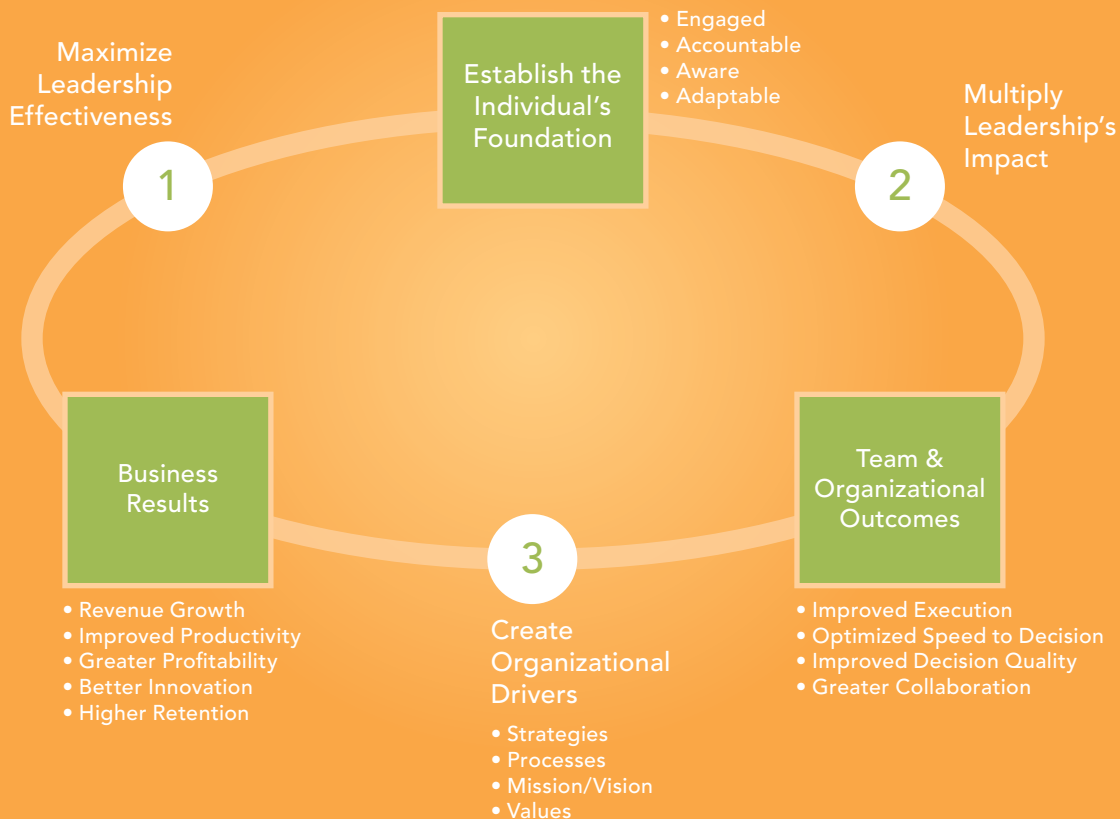 Maximize
Leadership
Effectiveness
1
Establish the
Individual's
Foundation
• Engaged
• Accountable
• Aware
• Adaptable
2
Multiply
Leadership's
Impact
Business
Results
• Revenue Growth
• Improved Productivity
• Greater Profitability
• Better Innovation
• Higher Retention
3
Create
Organizational
Drivers
• Strategies
• Processes
• Mission/Vision
• Values
Team &
Organizational
Outcomes
• Improved Execution
• Optimized Speed to Decision
• Improved Decision Quality
• Greater Collaboration